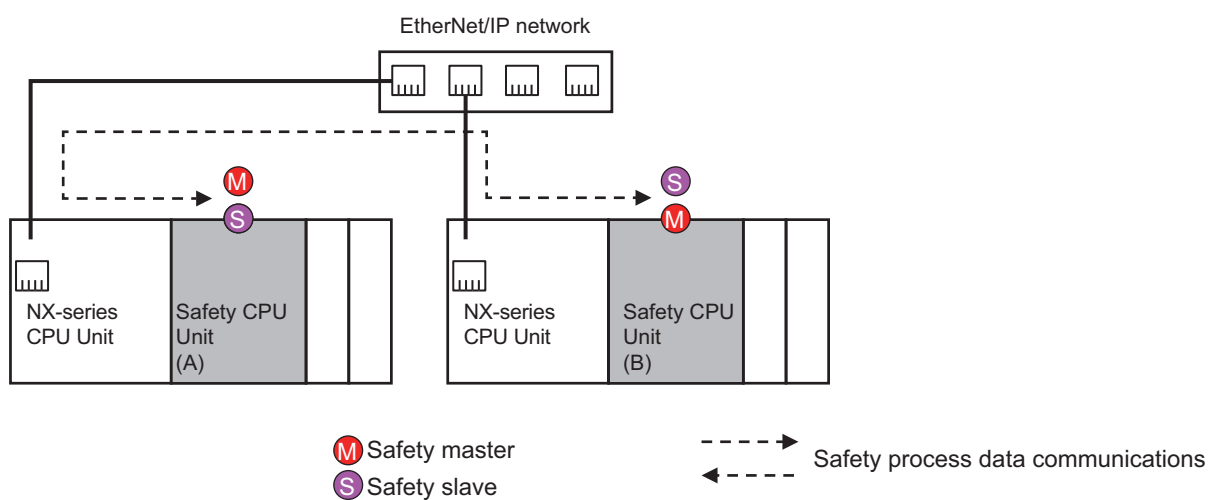 EtherNet/IP network
M
S
S
M
NX-series
CPU Unit
Safety CPU
Unit
(A)
NX-series
CPU Unit
Safety CPU
Unit
(B)
M Safety master
S Safety slave
Safety process data communications